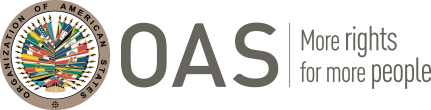 ORGANIZATION OF AMERICAN STATES
OAS
More rights
for more people